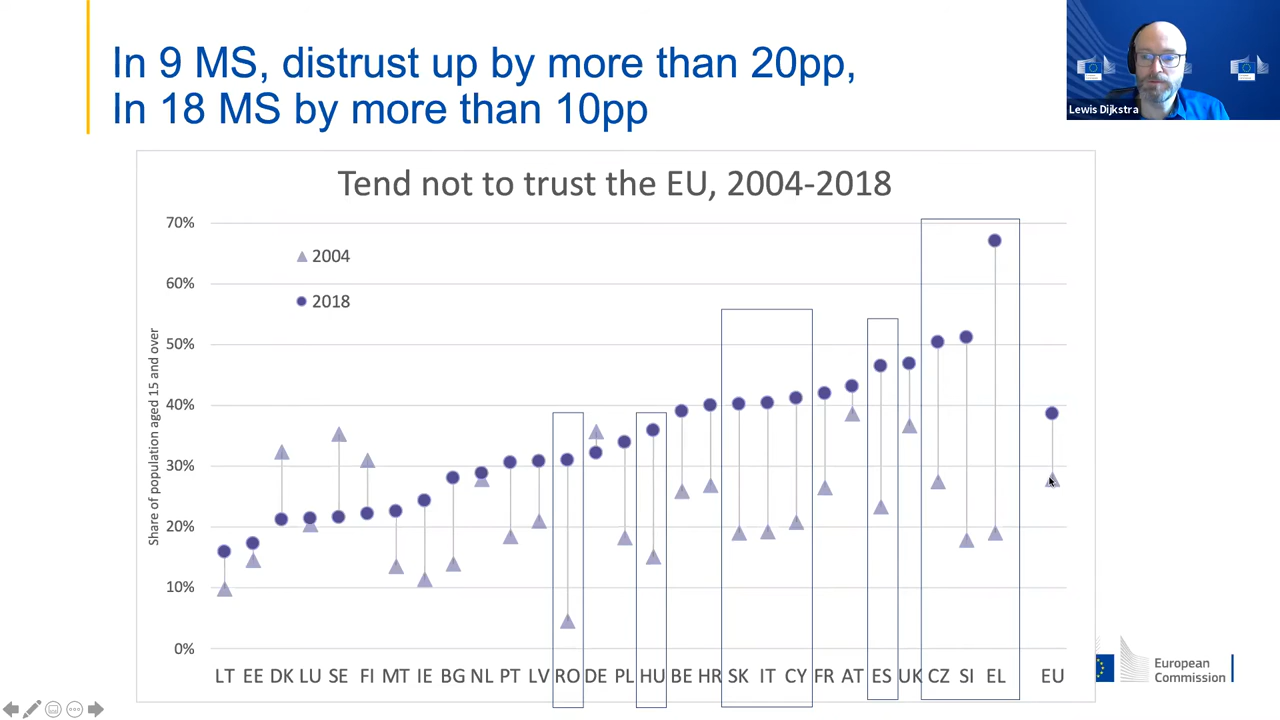 In 9 MS, distrust up by more than 20pp,
In 18 MS by more than 10pp
Lewis Dijkstra
Tend not to trust the EU, 2004-2018
70%
60%
50%
40%
30%
20%
10%
0%
Share of population aged 15 and over
2004
2018
LT EE DK LU SE FI MT IE BG NL PT LV RO DE PL HU BE HR SK IT CY FR AT ES UK CZ SI EL EU
European
Commission